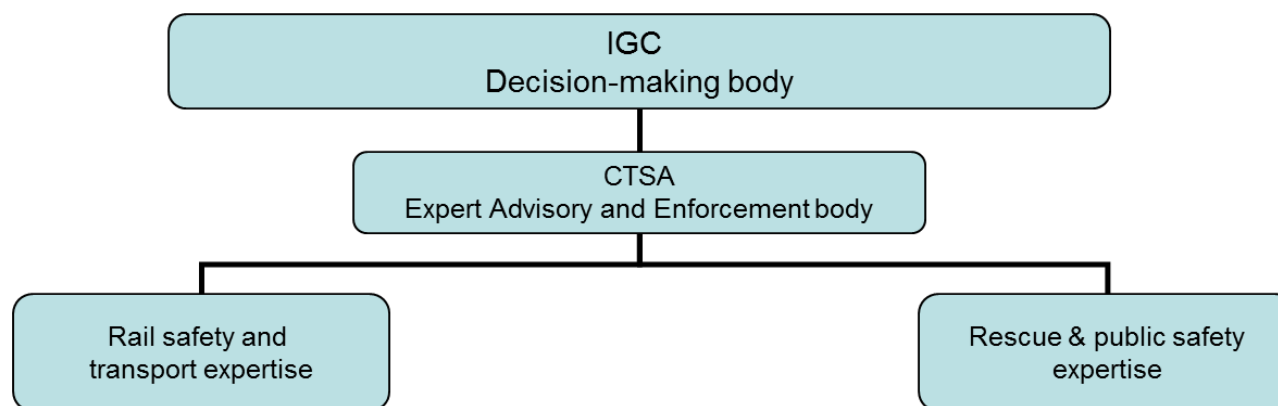 IGC
Decision-making body
CTSA
Expert Advisory and Enforcement body
Rail safety and
transport expertise
Rescue & public safety
expertise